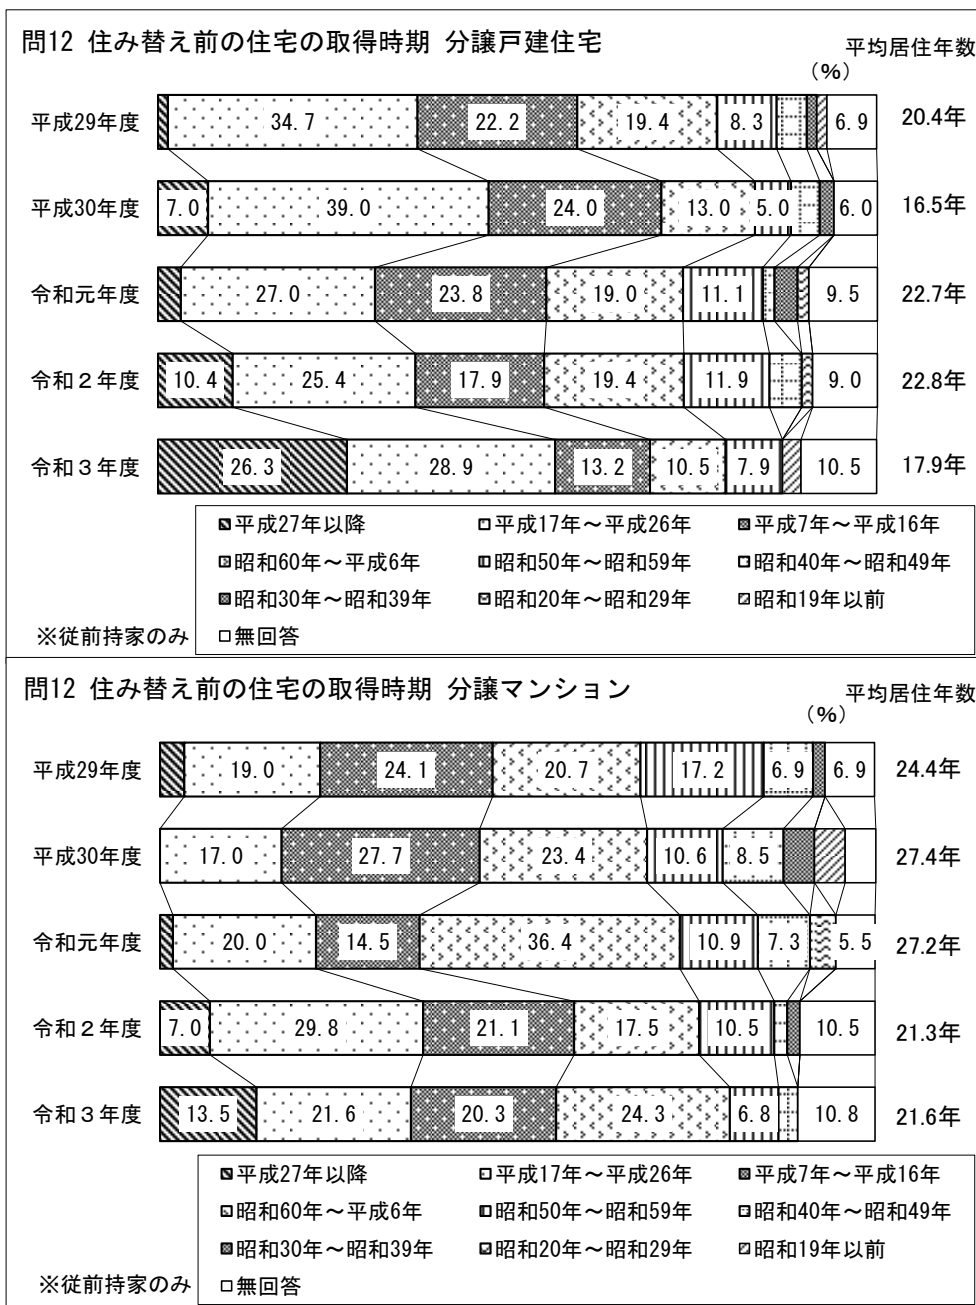 問12 住み替え前の住宅の取得時期 分譲戸建住宅
平均居住年数
(%)
平成29年度 34.7 22.2 19.4 8.3 6.9 20.4年
平成30年度 7.0 39.0 24.0 13.0 5.0 6.0 16.5年
令和元年度 27.0 23.8 19.0 11.1 9.5 22.7年
令和2年度 10.4 25.4 17.9 19.4 11.9 9.0 22.8年
令和3年度 26.3 28.9 13.2 10.5 7.9 10.5 17.9年
平成27年以降 平成17年～平成26年 平成7年～平成16年
昭和60年～平成6年 昭和50年～昭和59年 昭和40年～昭和49年
昭和30年～昭和39年 昭和20年～昭和29年 昭和19年以前
※従前持家のみ 無回答
問12 住み替え前の住宅の取得時期 分譲マンション
平均居住年数
(%)
平成29年度 19.0 24.1 20.7 17.2 6.9 6.9 24.4年
平成30年度 17.0 27.7 23.4 10.6 8.5 27.4年
令和元年度 20.0 14.5 36.4 10.9 7.3 5.5 27.2年
令和2年度 7.0 29.8 21.1 17.5 10.5 10.5 21.3年
令和3年度 13.5 21.6 20.3 24.3 6.8 10.8 21.6年
平成27年以降 平成17年～平成26年 平成7年～平成16年
昭和60年～平成6年 昭和50年～昭和59年 昭和40年～昭和49年
昭和30年～昭和39年 昭和20年～昭和29年 昭和19年以前
※従前持家のみ 無回答